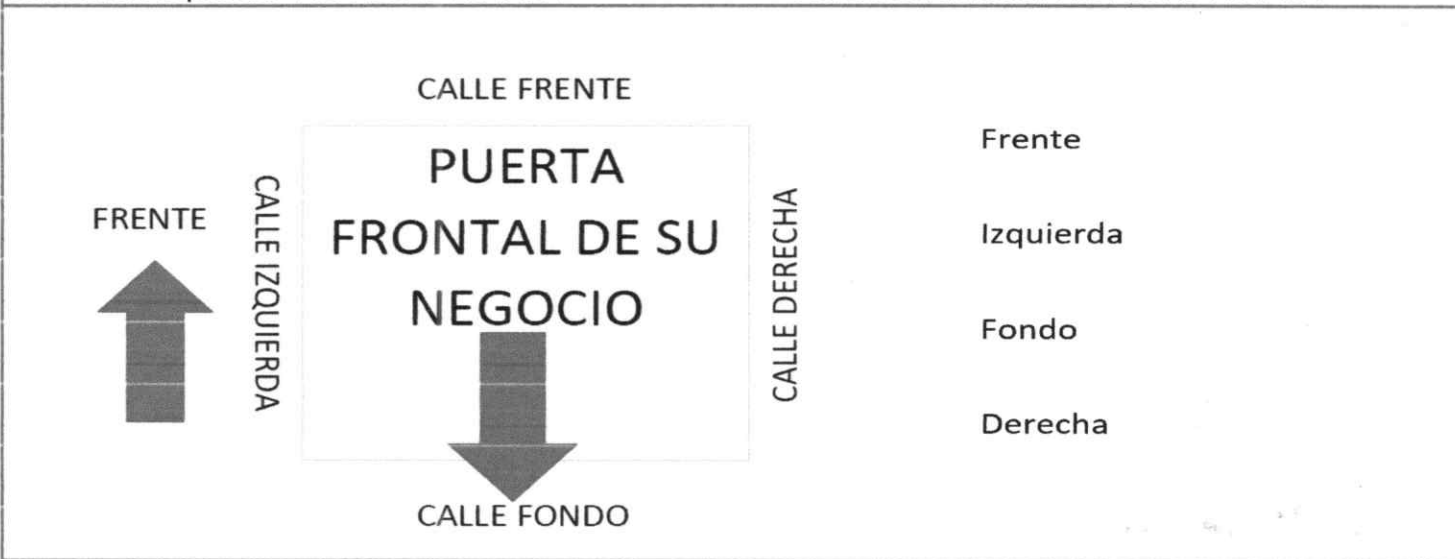 CALLE FRENTE
PUERTA
FRONTAL DE SU
NEGOCIO
FRENTE
CALLE IZQUIERDA
CALLE DERECHA
CALLE FONDO
Frente
Izquierda
Fondo
Derecha